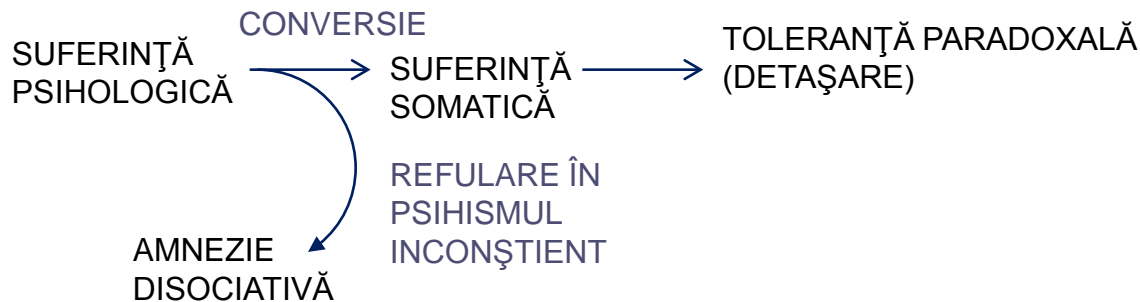 CONVERSIE
SUFERINŢĂ
PSIHOLOGICĂ
SUFERINŢĂ
SOMATICĂ
TOLERANŢĂ PARADOXALĂ
(DETAŞARE)
REFULARE ÎN
PSIHISMUL
INCONŞTIENT
AMNEZIE
DISOCIATIVĂ